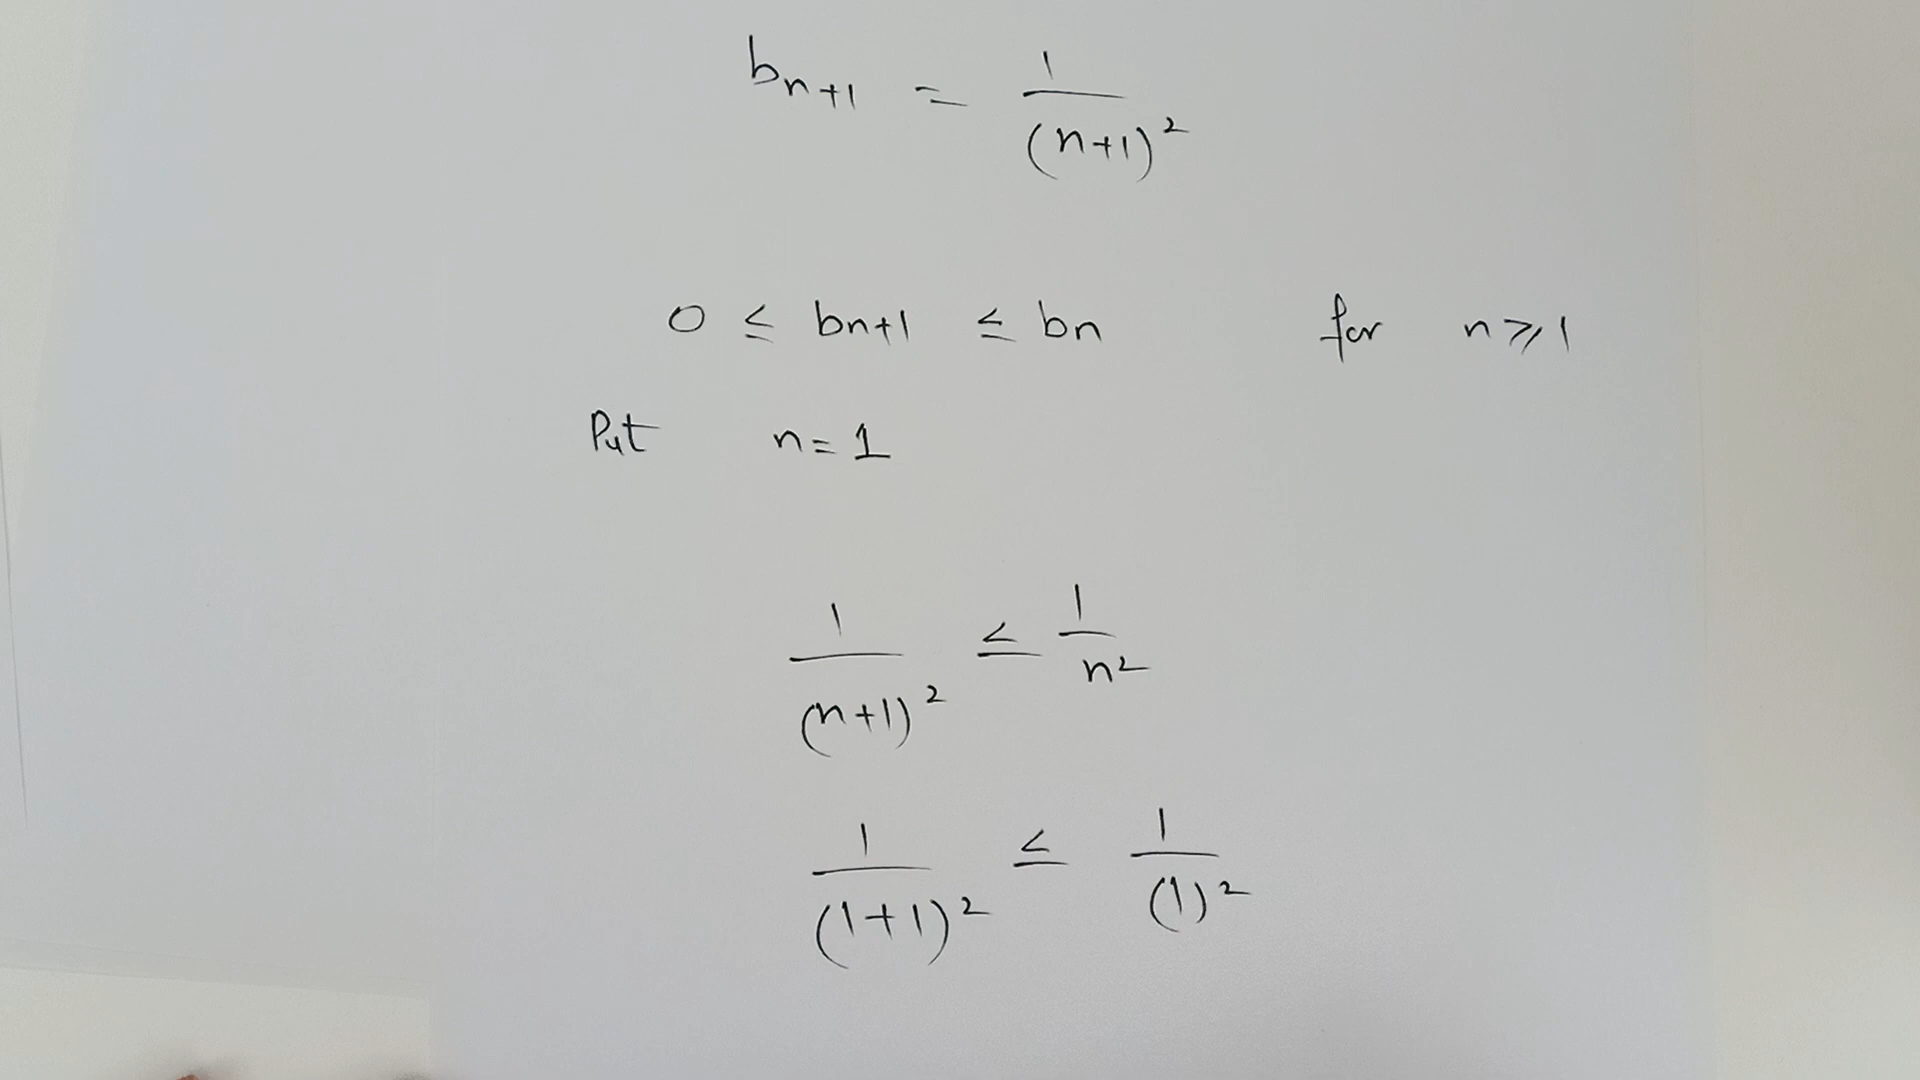 bn+1 = 1/(n+1)²
0 ≤ bn+1 ≤ bn for n ⩾ 1
Put n = 1
1/(n+1)² ≤ 1/n²
1/(1+1)² ≤ 1/(1)²